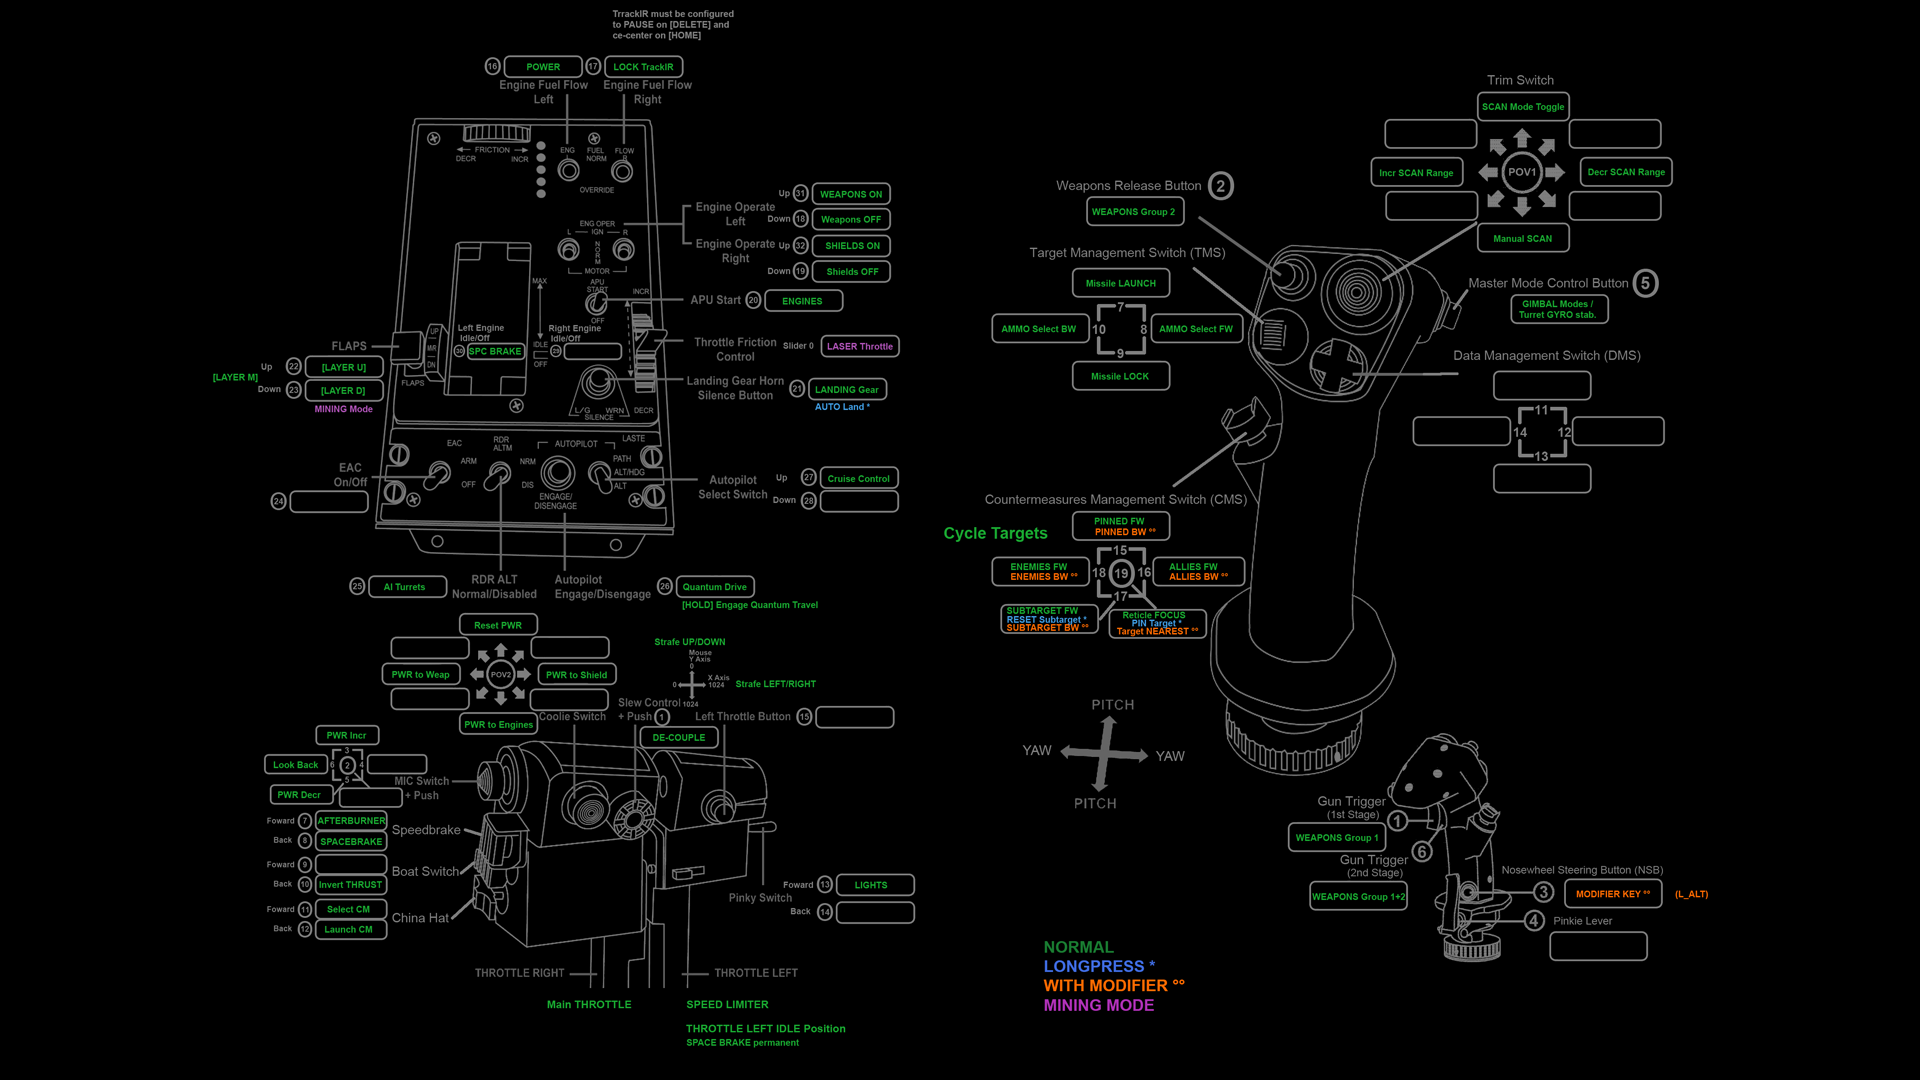 TrrackIR must be configured
to PAUSE on [DELETE] and
ce-center on [HOME]
16 POWER
17 LOCK TrackIR
Engine Fuel Flow
Left
Engine Fuel Flow
Right
FRICTION
DECR
INCR
ENG
L
FUEL
NORM
FLOW
R
OVERRIDE
ENG OPER
L
IGN
R
NORM
MOTOR
APU
START
OFF
MAX
IDLE
OFF
INCR
DECR
Engine Operate
Left
Up 31 WEAPONS ON
Down 18 Weapons OFF
Engine Operate
Right
Up 32 SHIELDS ON
Down 19 Shields OFF
APU Start 20 ENGINES
Left Engine
Idle/Off
30 SPC BRAKE
Right Engine
Idle/Off
29
Throttle Friction
Control
Slider 0 LASER Throttle
Landing Gear Horn
Silence Button
21 LANDING Gear
AUTO Land *
L/G
WRN
SILENCE
FLAPS
UP
MVR
DN
FLAPS
[LAYER M]
Up 22 [LAYER U]
Down 23 [LAYER D]
MINING Mode
EAC
ARM
OFF
RDR
ALTM
NRM
DIS
AUTOPILOT
ENGAGE/
DISENGAGE
LASTE
PATH
ALT/HDG
ALT
EAC
On/Off
24
Autopilot
Select Switch
Up 27 Cruise Control
Down 28
25 AI Turrets
RDR ALT
Normal/Disabled
Autopilot
Engage/Disengage
26 Quantum Drive
[HOLD] Engage Quantum Travel
Reset PWR
PWR to Weap
POV2
PWR to Shield
PWR to Engines
Coolie Switch
Strafe UP/DOWN
Mouse
Y Axis
0
0
X Axis
1024
1024
Strafe LEFT/RIGHT
Slew Control
+ Push 1
DE-COUPLE
Left Throttle Button 15
PWR Incr
3
Look Back
6
2
4
5
PWR Decr
MIC Switch
+ Push
Foward 7 AFTERBURNER
Back 8 SPACEBRAKE
Speedbrake
Foward 9
Back 10 Invert THRUST
Boat Switch
Foward 11 Select CM
Back 12 Launch CM
China Hat
Pinky Switch
Foward 13 LIGHTS
Back 14
THROTTLE RIGHT
THROTTLE LEFT
Main THROTTLE
SPEED LIMITER
THROTTLE LEFT IDLE Position
SPACE BRAKE permanent
Trim Switch
SCAN Mode Toggle
Incr SCAN Range
POV1
Decr SCAN Range
Manual SCAN
Weapons Release Button 2
WEAPONS Group 2
Target Management Switch (TMS)
Missile LAUNCH
7
AMMO Select BW
10
8
AMMO Select FW
9
Missile LOCK
Master Mode Control Button 5
GIMBAL Modes /
Turret GYRO stab.
Data Management Switch (DMS)
11
14
12
13
Countermeasures Management Switch (CMS)
Cycle Targets
PINNED FW
PINNED BW °°
15
ENEMIES FW
ENEMIES BW °°
18
19
16
ALLIES FW
ALLIES BW °°
17
SUBTARGET FW
RESET Subtarget *
SUBTARGET BW °°
Reticle FOCUS
PIN Target *
Target NEAREST °°
PITCH
YAW
YAW
PITCH
Gun Trigger
(1st Stage)
1
WEAPONS Group 1
6
Gun Trigger
(2nd Stage)
WEAPONS Group 1+2
Nosewheel Steering Button (NSB)
3 MODIFIER KEY °° (L_ALT)
4 Pinkie Lever
NORMAL
LONGPRESS *
WITH MODIFIER °°
MINING MODE